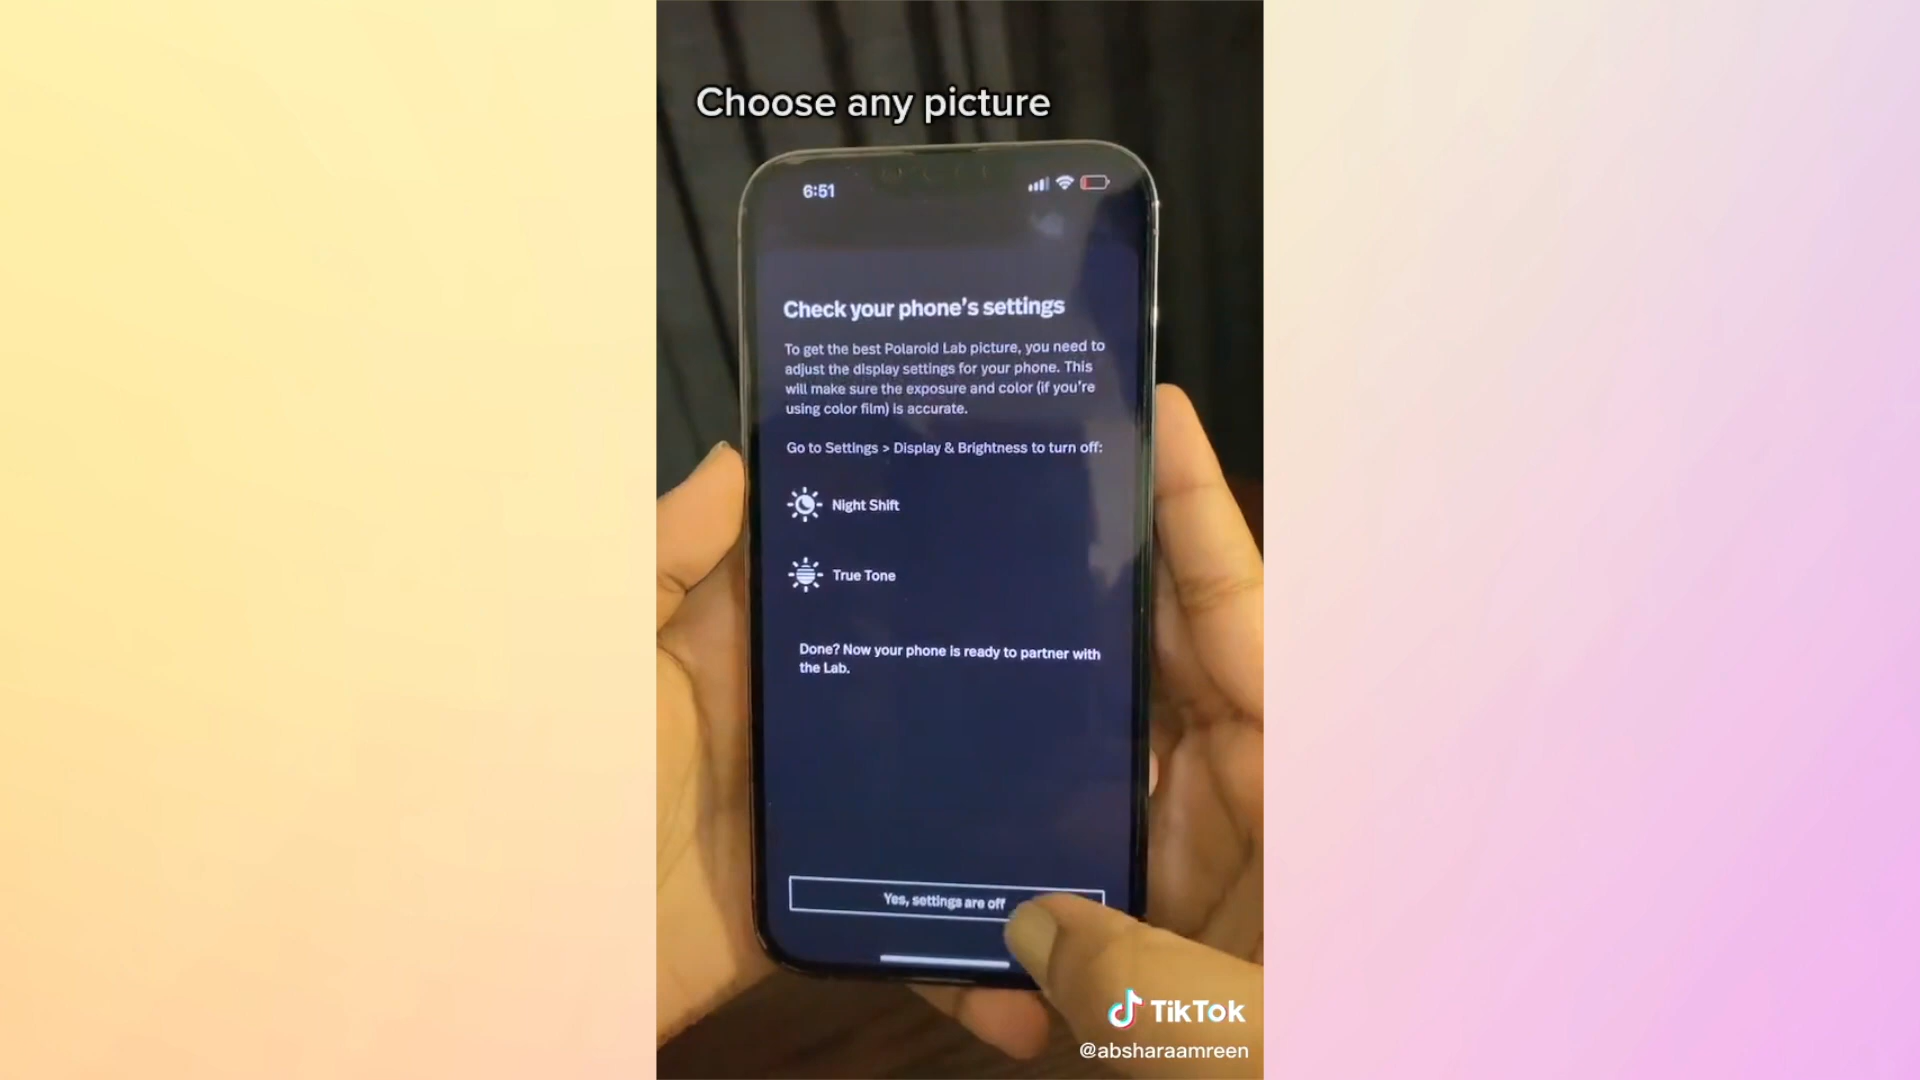 Choose any picture
6:51
Check your phone's settings
To get the best Polaroid Lab picture, you need to
adjust the display settings for your phone. This
will make sure the exposure and color (if you're
using color film) is accurate.
Go to Settings > Display & Brightness to turn off:
Night Shift
True Tone
Done? Now your phone is ready to partner with
the Lab.
Yes, settings are off
TikTok
@absharaamreen